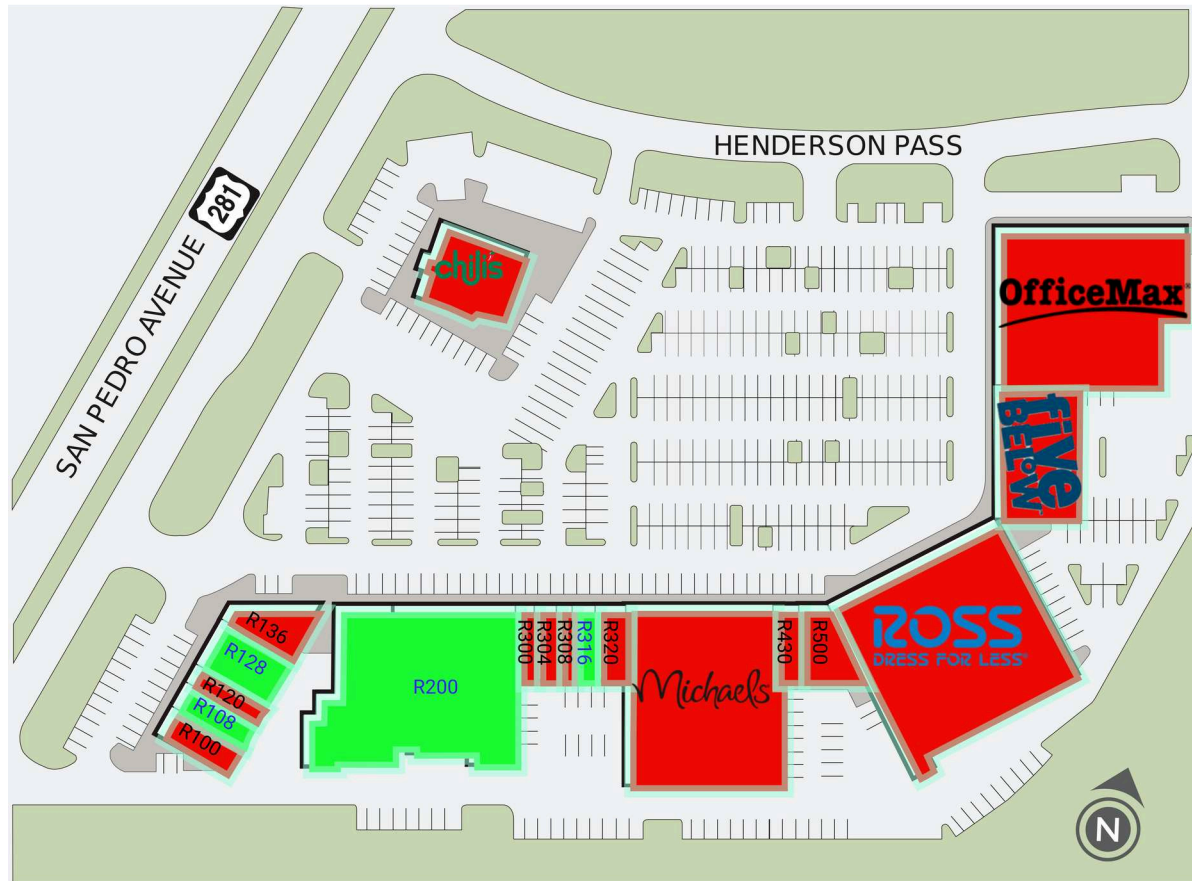 HENDERSON PASS
281
SAN PEDRO AVENUE
chilis
OfficeMax®
five
BELOW
R136
R128
R120
R108
R100
R200
R300
R304
R308
R316
R320
Michaels
R430
R500
ROSS
DRESS FOR LESS®
N